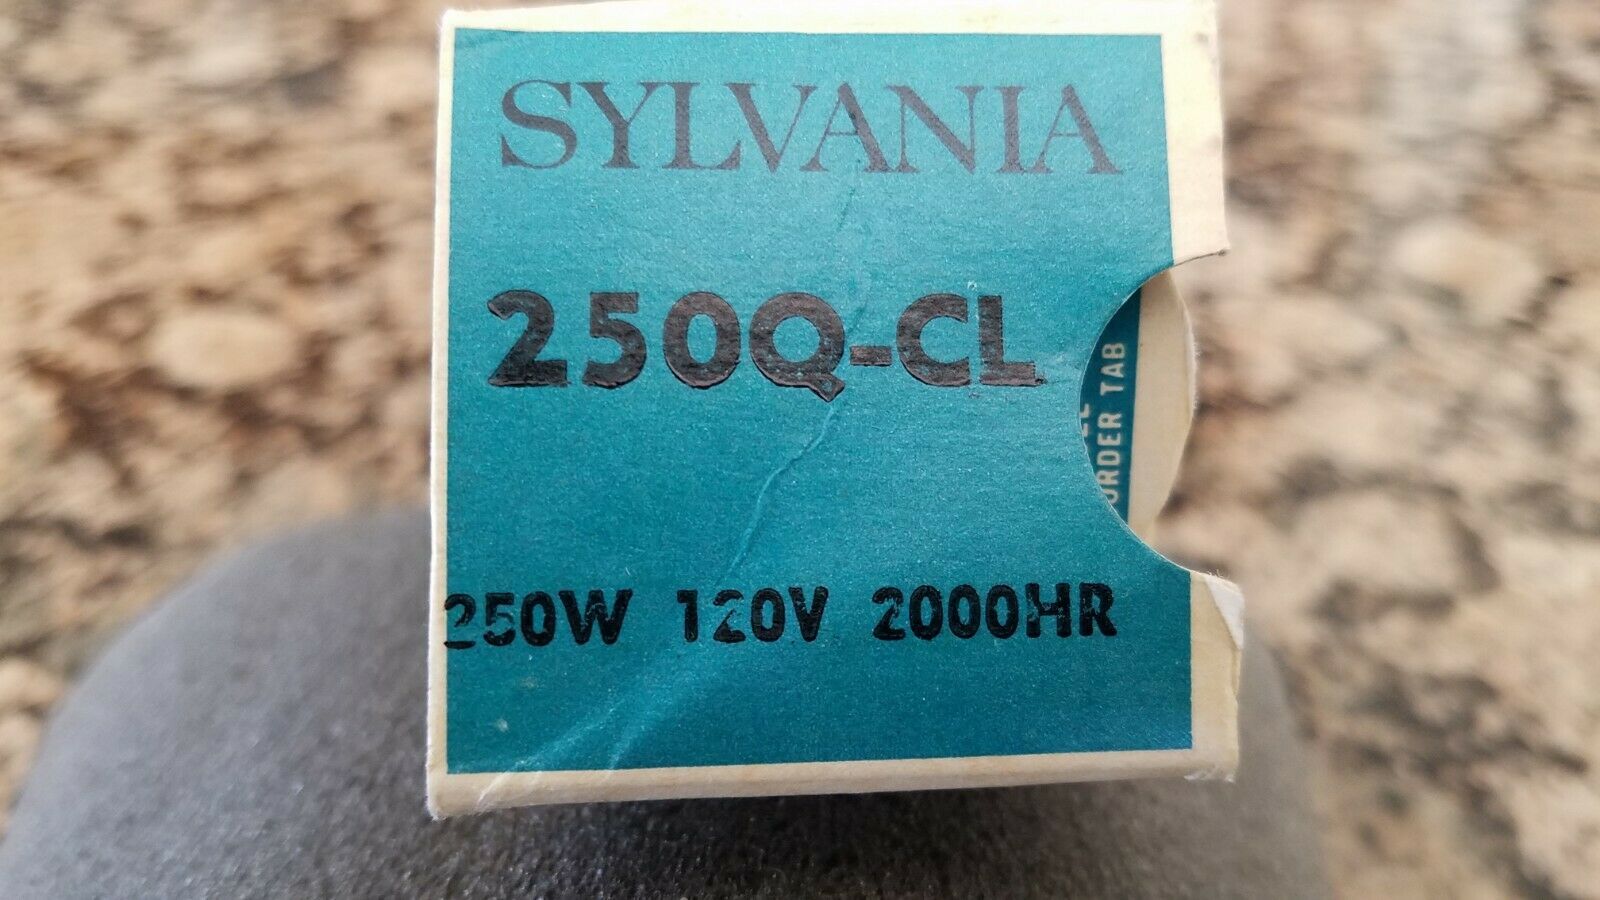 SYLVANIA
250Q-CL
250W 120V 2000HR
ORDER TAB